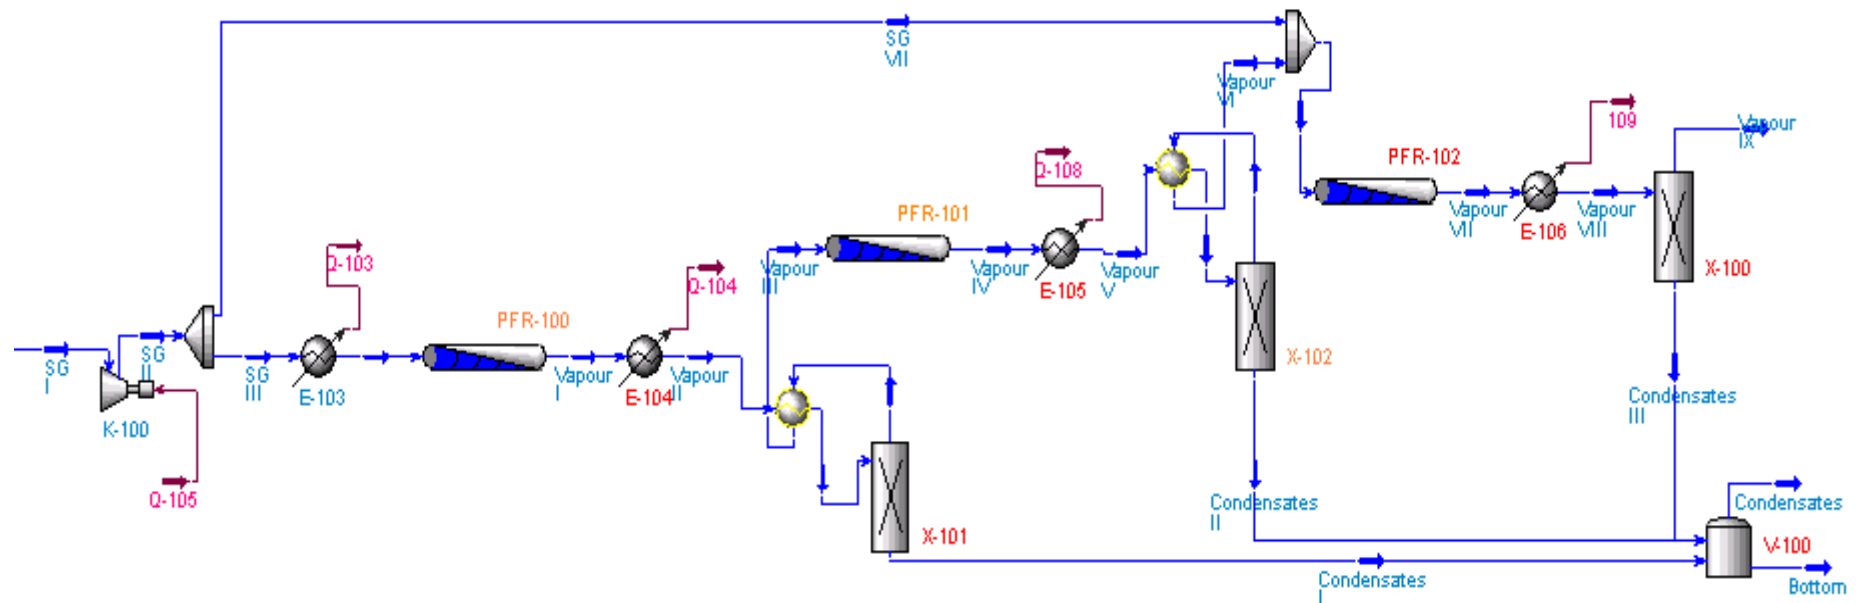 SG
VII
Vapour
VI
109
Vapour
IX
PFR-102
Q-108
PFR-101
Vapour
VII
E-106
Vapour
VIII
X-100
Q-103
Q-104
Vapour
III
Vapour
IV
E-105
Vapour
V
PFR-100
X-102
SG
I
SG
II
SG
III
E-103
Vapour
I
E-104
Vapour
II
K-100
Condensates
III
Q-105
X-101
Condensates
II
Condensates
V-100
Condensates
I
Bottom